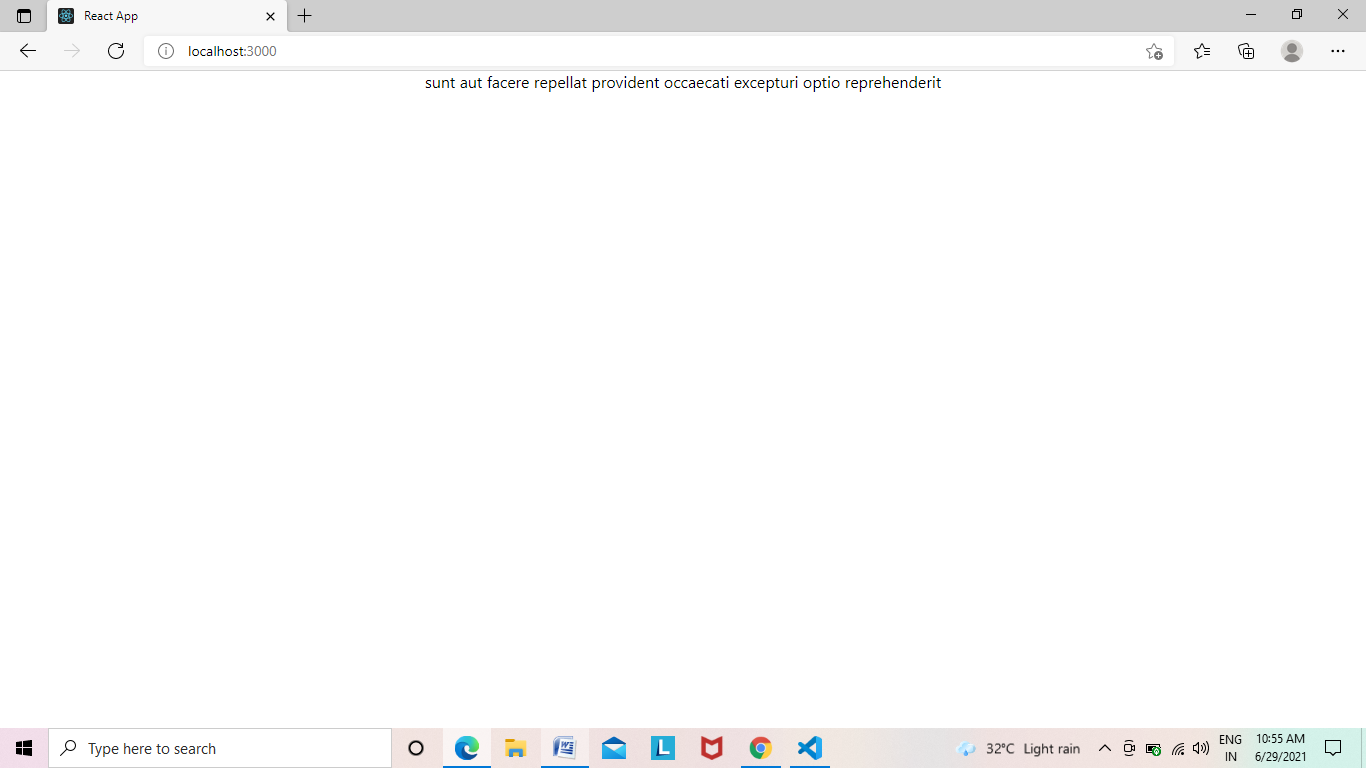 React App
localhost:3000
sunt aut facere repellat provident occaecati excepturi optio reprehenderit
Type here to search
W
L
32°C Light rain
ENG
IN
10:55 AM
6/29/2021